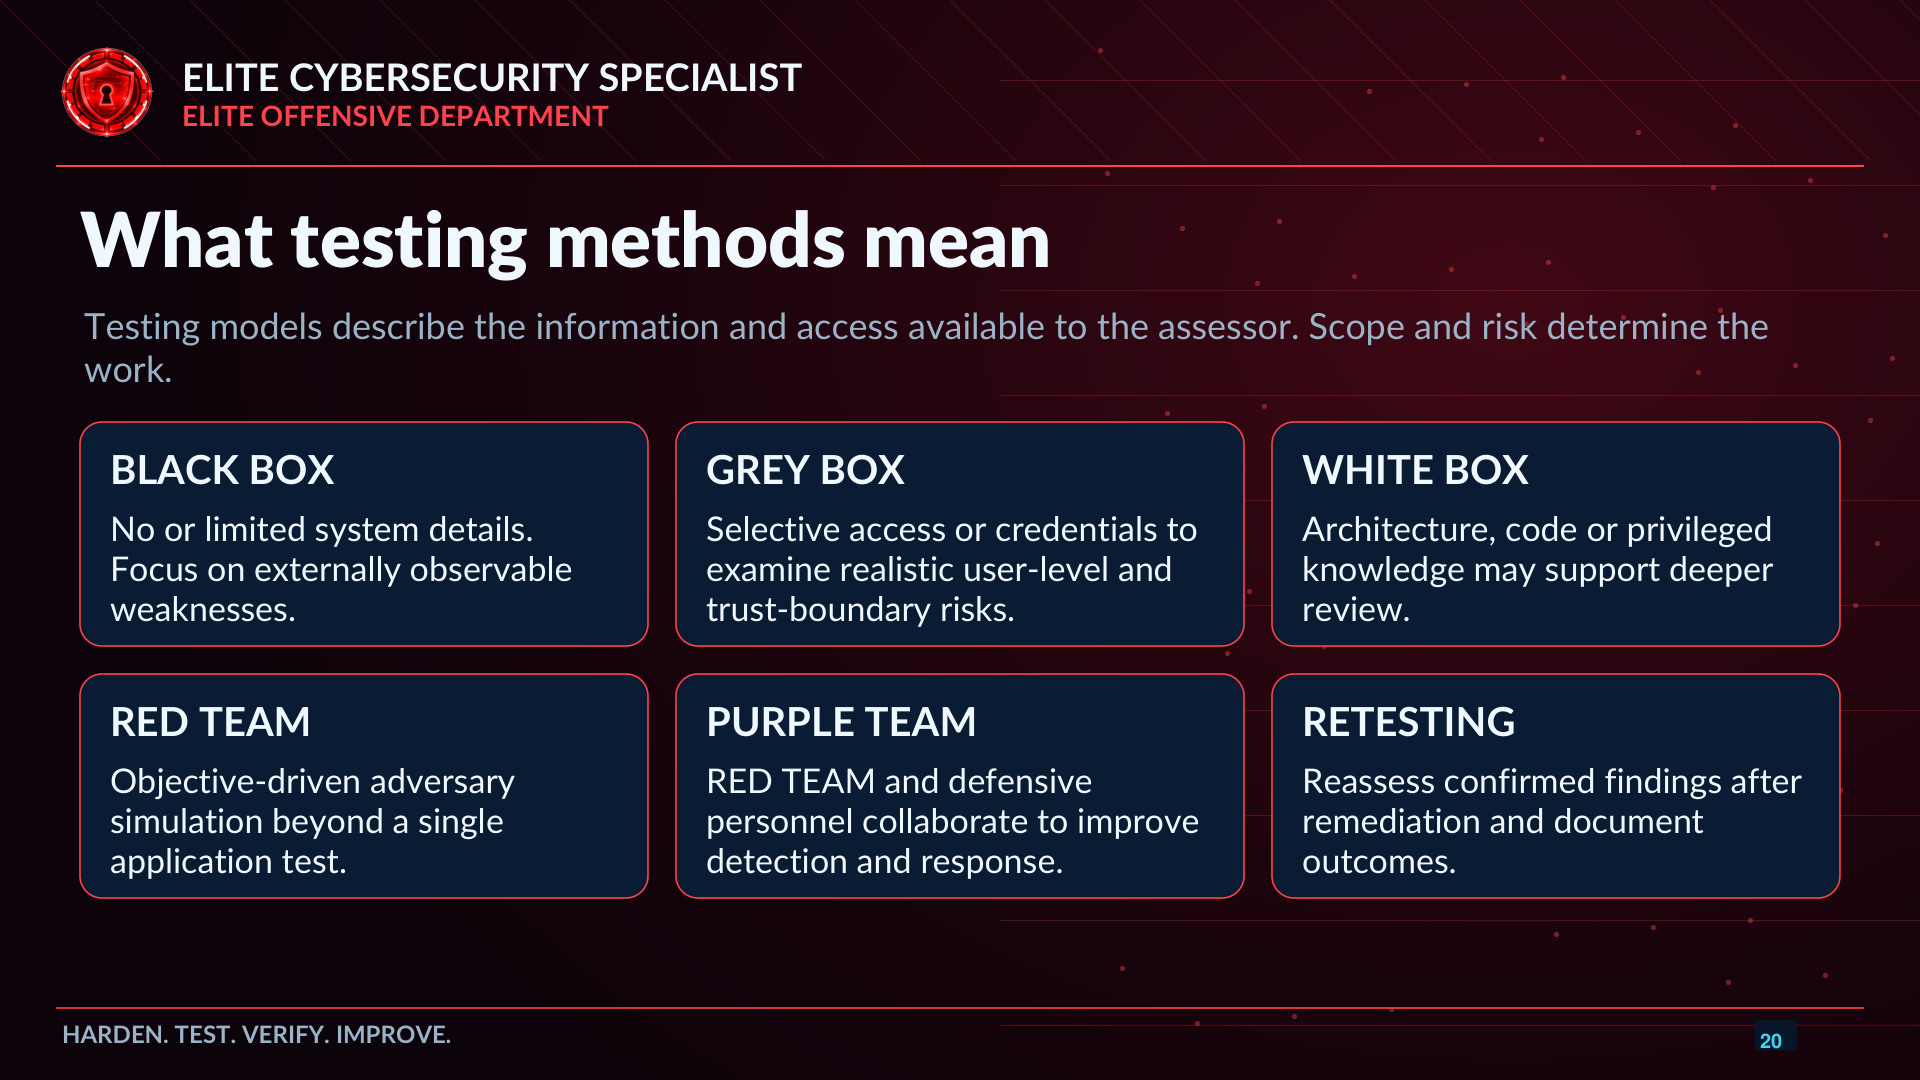 ELITE CYBERSECURITY SPECIALIST
ELITE OFFENSIVE DEPARTMENT
What testing methods mean
Testing models describe the information and access available to the assessor. Scope and risk determine the
work.
BLACK BOX
No or limited system details.
Focus on externally observable
weaknesses.
GREY BOX
Selective access or credentials to
examine realistic user-level and
trust-boundary risks.
WHITE BOX
Architecture, code or privileged
knowledge may support deeper
review.
RED TEAM
Objective-driven adversary
simulation beyond a single
application test.
PURPLE TEAM
RED TEAM and defensive
personnel collaborate to improve
detection and response.
RETESTING
Reassess confirmed findings after
remediation and document
outcomes.
HARDEN. TEST. VERIFY. IMPROVE.
20